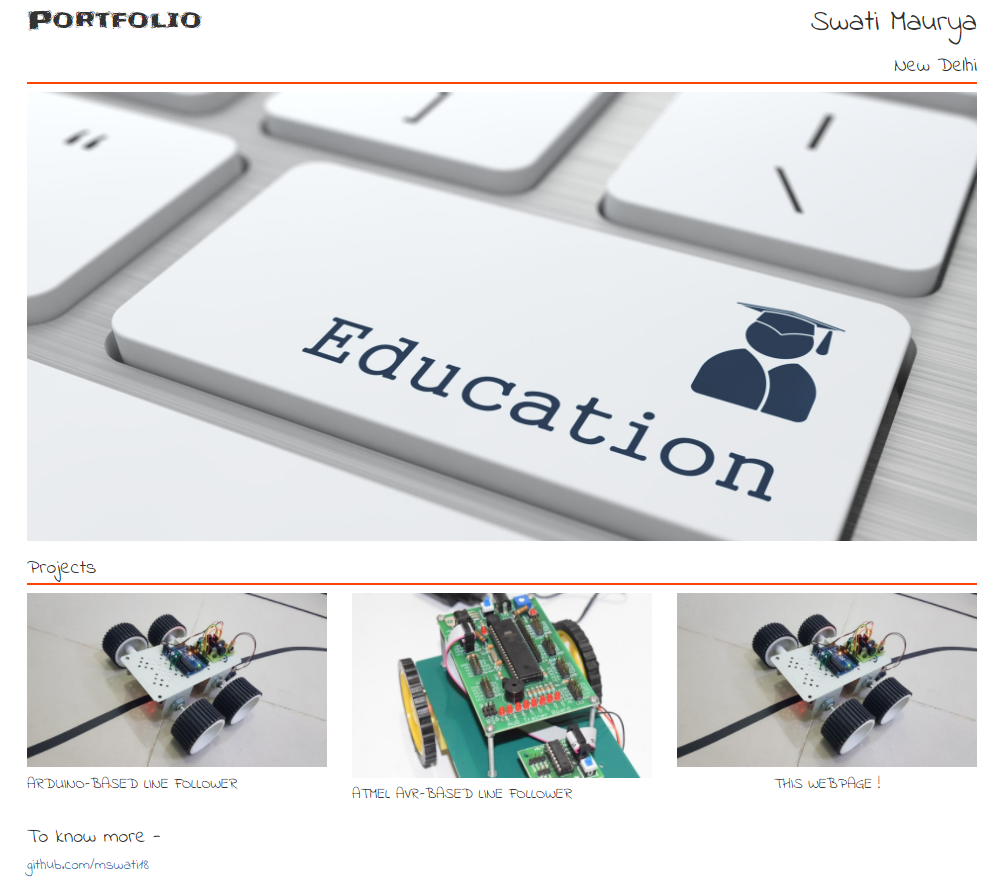 PORTFOLIO
Swati Maurya
New Delhi
"
]
/
\
Education
Projects
ARDUINO-BASED LINE FOLLOWER
ATMEL AVR-BASED LINE FOLLOWER
THIS WEBPAGE !
To know more -
github.com/mswati18